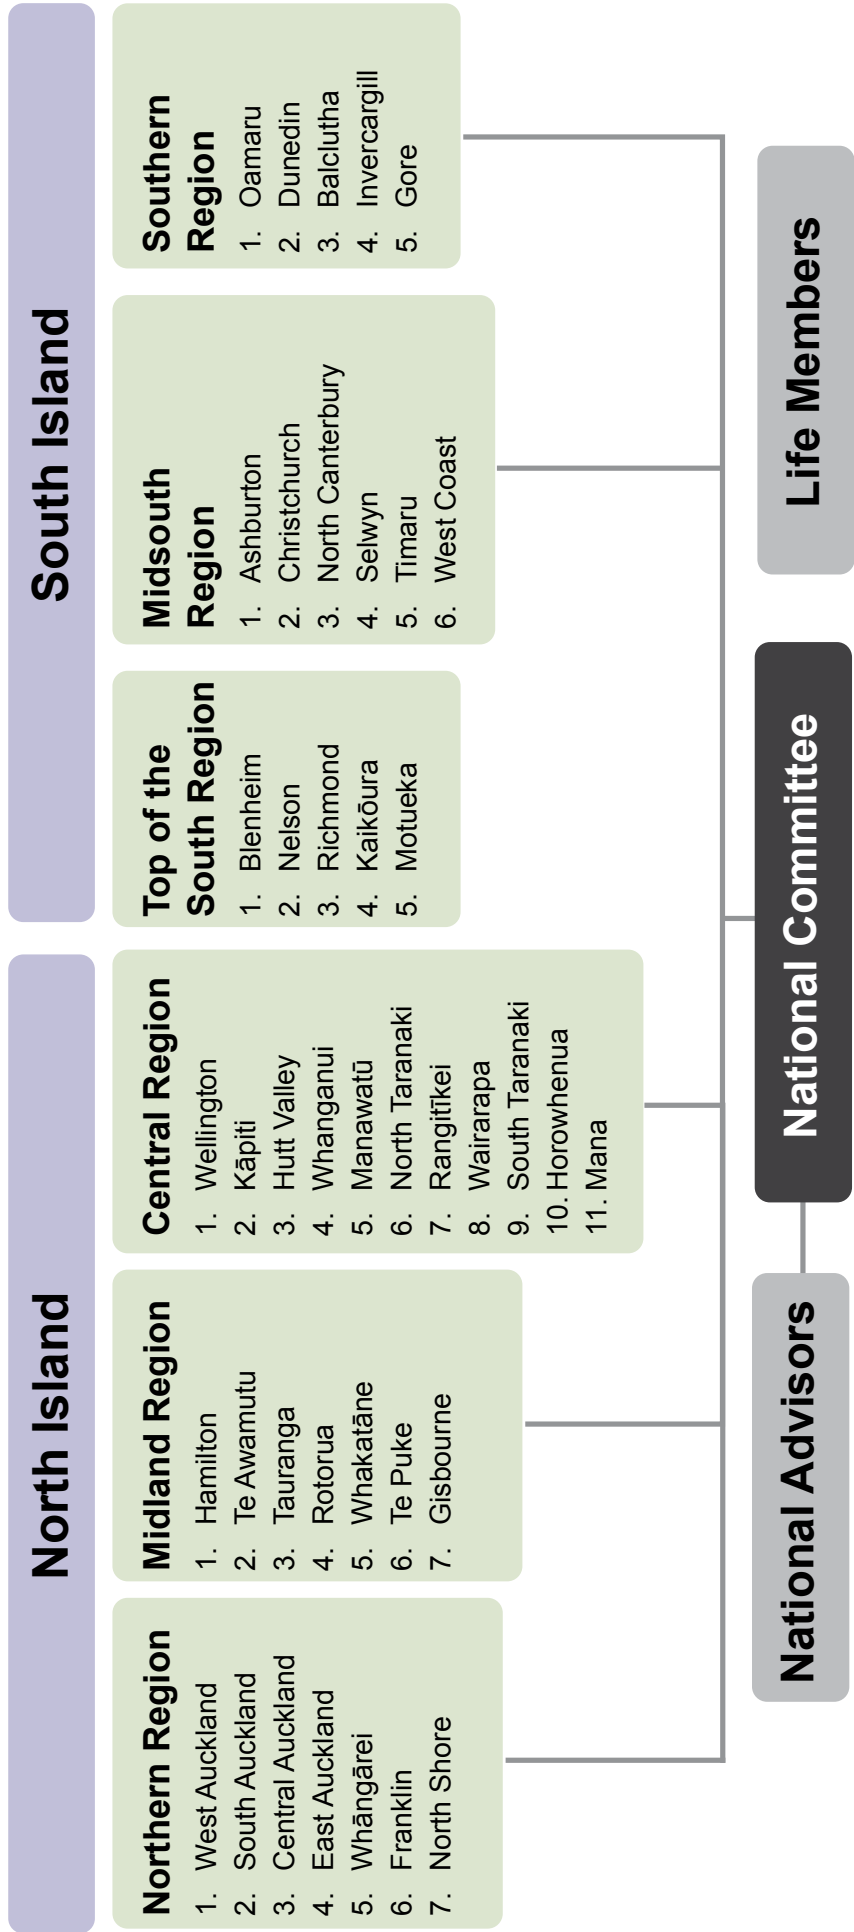 North Island
Northern Region
1. West Auckland
2. South Auckland
3. Central Auckland
4. East Auckland
5. Whāngārei
6. Franklin
7. North Shore
Midland Region
1. Hamilton
2. Te Awamutu
3. Tauranga
4. Rotorua
5. Whakatāne
6. Te Puke
7. Gisbourne
Central Region
1. Wellington
2. Kāpiti
3. Hutt Valley
4. Whanganui
5. Manawatū
6. North Taranaki
7. Rangitīkei
8. Wairarapa
9. South Taranaki
10. Horowhenua
11. Mana
South Island
Top of the
South Region
1. Blenheim
2. Nelson
3. Richmond
4. Kaikōura
5. Motueka
Midsouth
Region
1. Ashburton
2. Christchurch
3. North Canterbury
4. Selwyn
5. Timaru
6. West Coast
Southern
Region
1. Oamaru
2. Dunedin
3. Balclutha
4. Invercargill
5. Gore
National Advisors
National Committee
Life Members